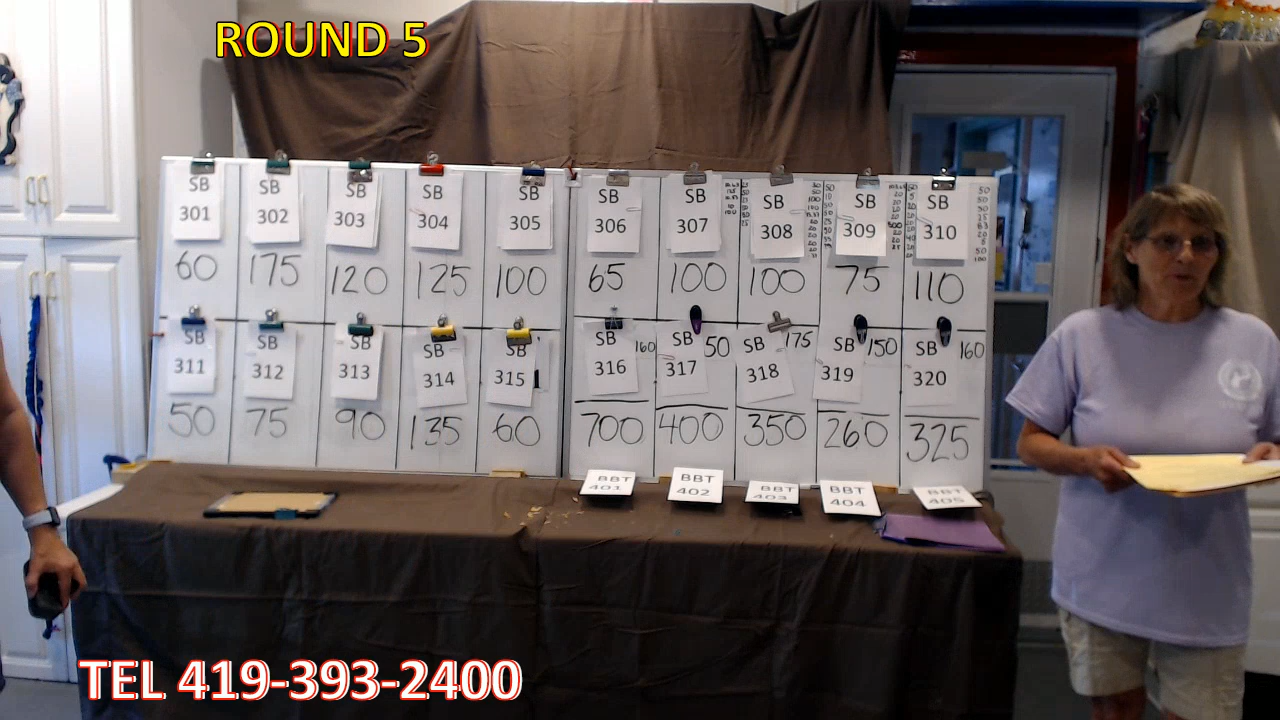 ROUND 5
SB 301
SB 302
SB 303
SB 304
SB 305
SB 306
SB 307
SB 308
SB 309
SB 310
60
175
120
125
100
65
100
100
75
110
SB 311
SB 312
SB 313
SB 314
SB 315
SB 316 160
SB 317 50
SB 318 175
SB 319 150
SB 320 160
50
75
90
135
60
700
400
350
260
325
BBT 401
BBT 402
BBT 403
BBT 404
BBT 405
TEL 419-393-2400